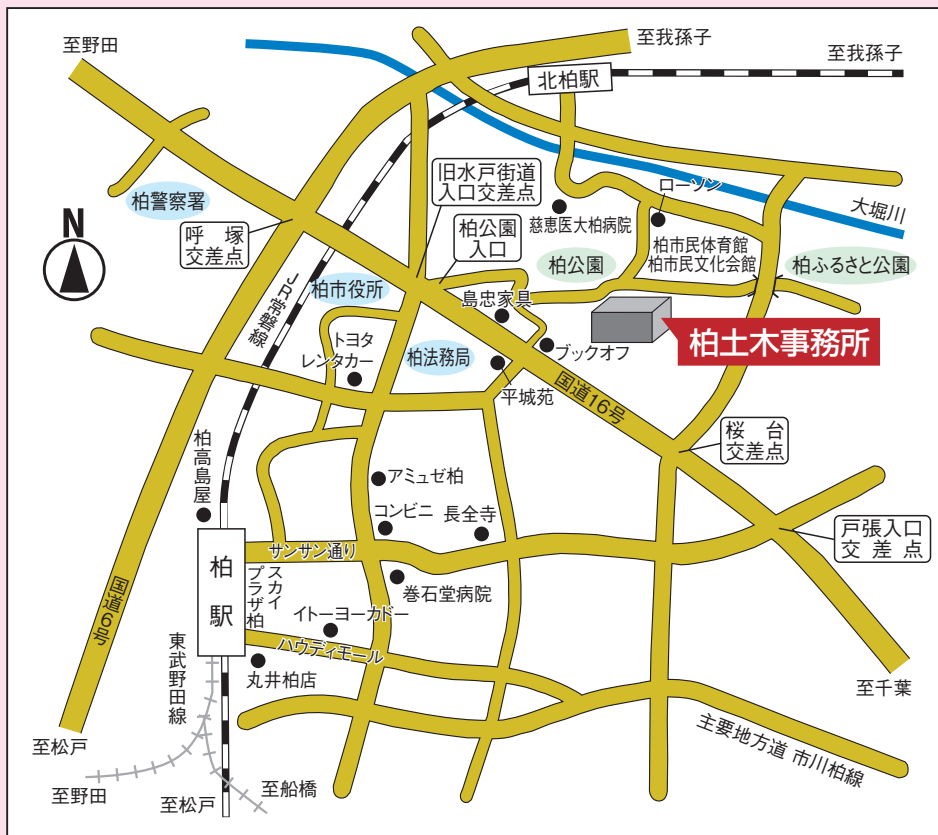 至野田
至我孫子
至我孫子
北柏駅
旧水戸街道
入口交差点
ローソン
柏警察署
大堀川
N
呼塚
交差点
柏公園
入口
慈恵医大柏病院
柏市民体育館
柏市民文化会館
柏公園
柏ふるさと公園
JR常磐線
柏市役所
島忠家具
トヨタ
レンタカー
柏法務局
ブックオフ
柏土木事務所
平城苑
国道16号
桜台
交差点
柏高島屋
アミュゼ柏
コンビニ
長全寺
戸張入口
交差点
サンサン通り
柏駅
スカイ
プラザ柏
巻石堂病院
国道6号
イトーヨーカドー
ハウディモール
東武野田線
丸井柏店
至千葉
主要地方道 市川柏線
至松戸
至野田
至松戸
至船橋